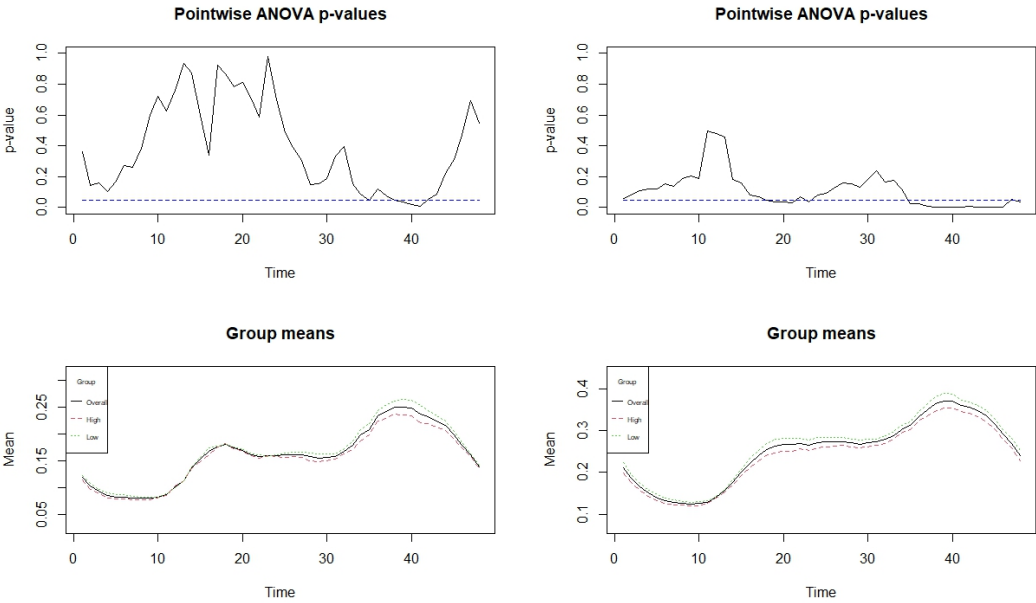 Pointwise ANOVA p-values
p-value
0.0 0.2 0.4 0.6 0.8 1.0
0 10 20 30 40
Time
Pointwise ANOVA p-values
p-value
0.0 0.2 0.4 0.6 0.8 1.0
0 10 20 30 40
Time
Group means
Mean
0.05 0.15 0.25
Group
Overall
High
Low
0 10 20 30 40
Time
Group means
Mean
0.1 0.2 0.3 0.4
Group
Overall
High
Low
0 10 20 30 40
Time